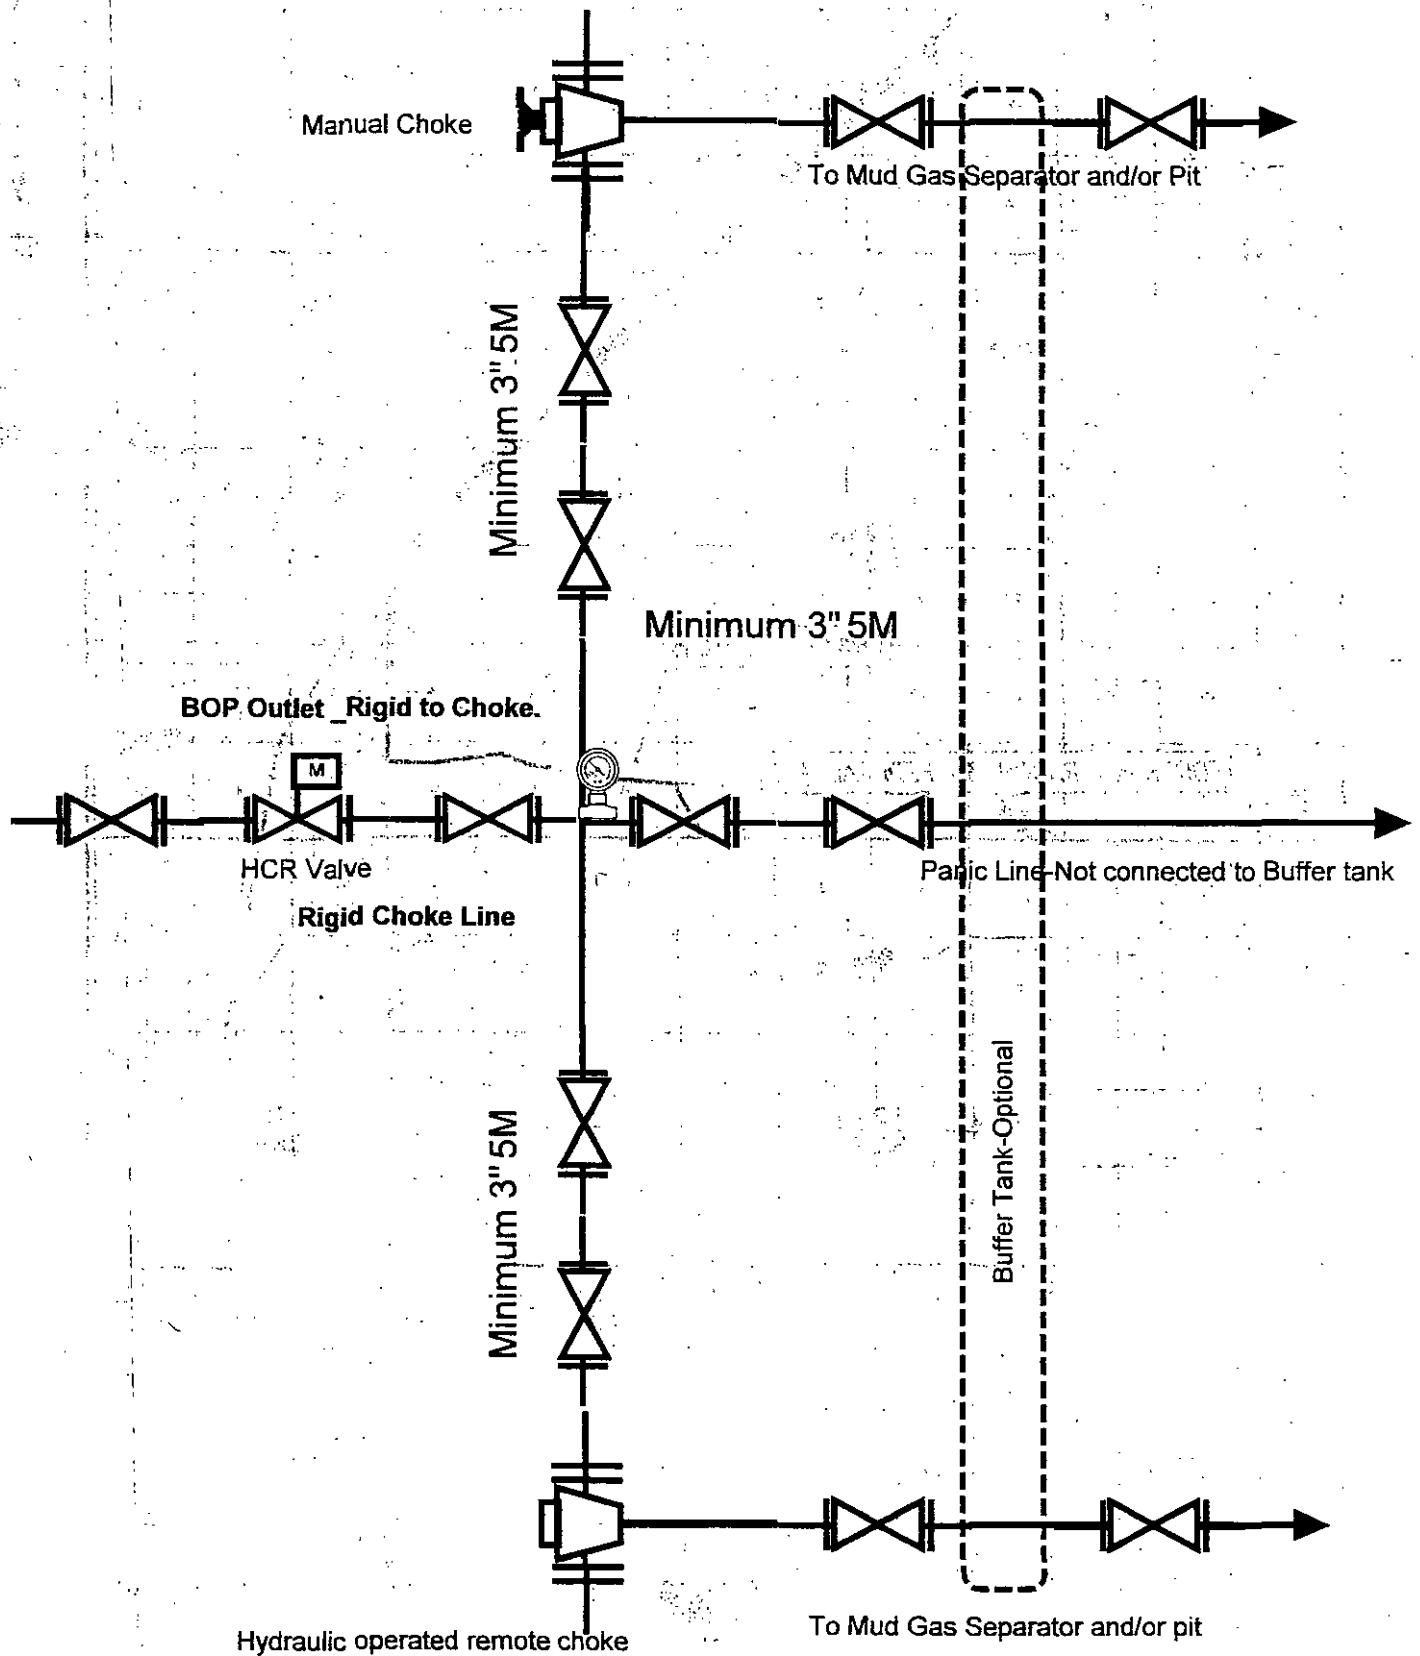 Manual Choke
To Mud Gas Separator and/or Pit
Minimum 3" 5M
Minimum 3" 5M
BOP Outlet _Rigid to Choke.
M
HCR Valve
Panic Line-Not connected to Buffer tank
Rigid Choke Line
Buffer Tank-Optional
Minimum 3" 5M
To Mud Gas Separator and/or pit
Hydraulic operated remote choke